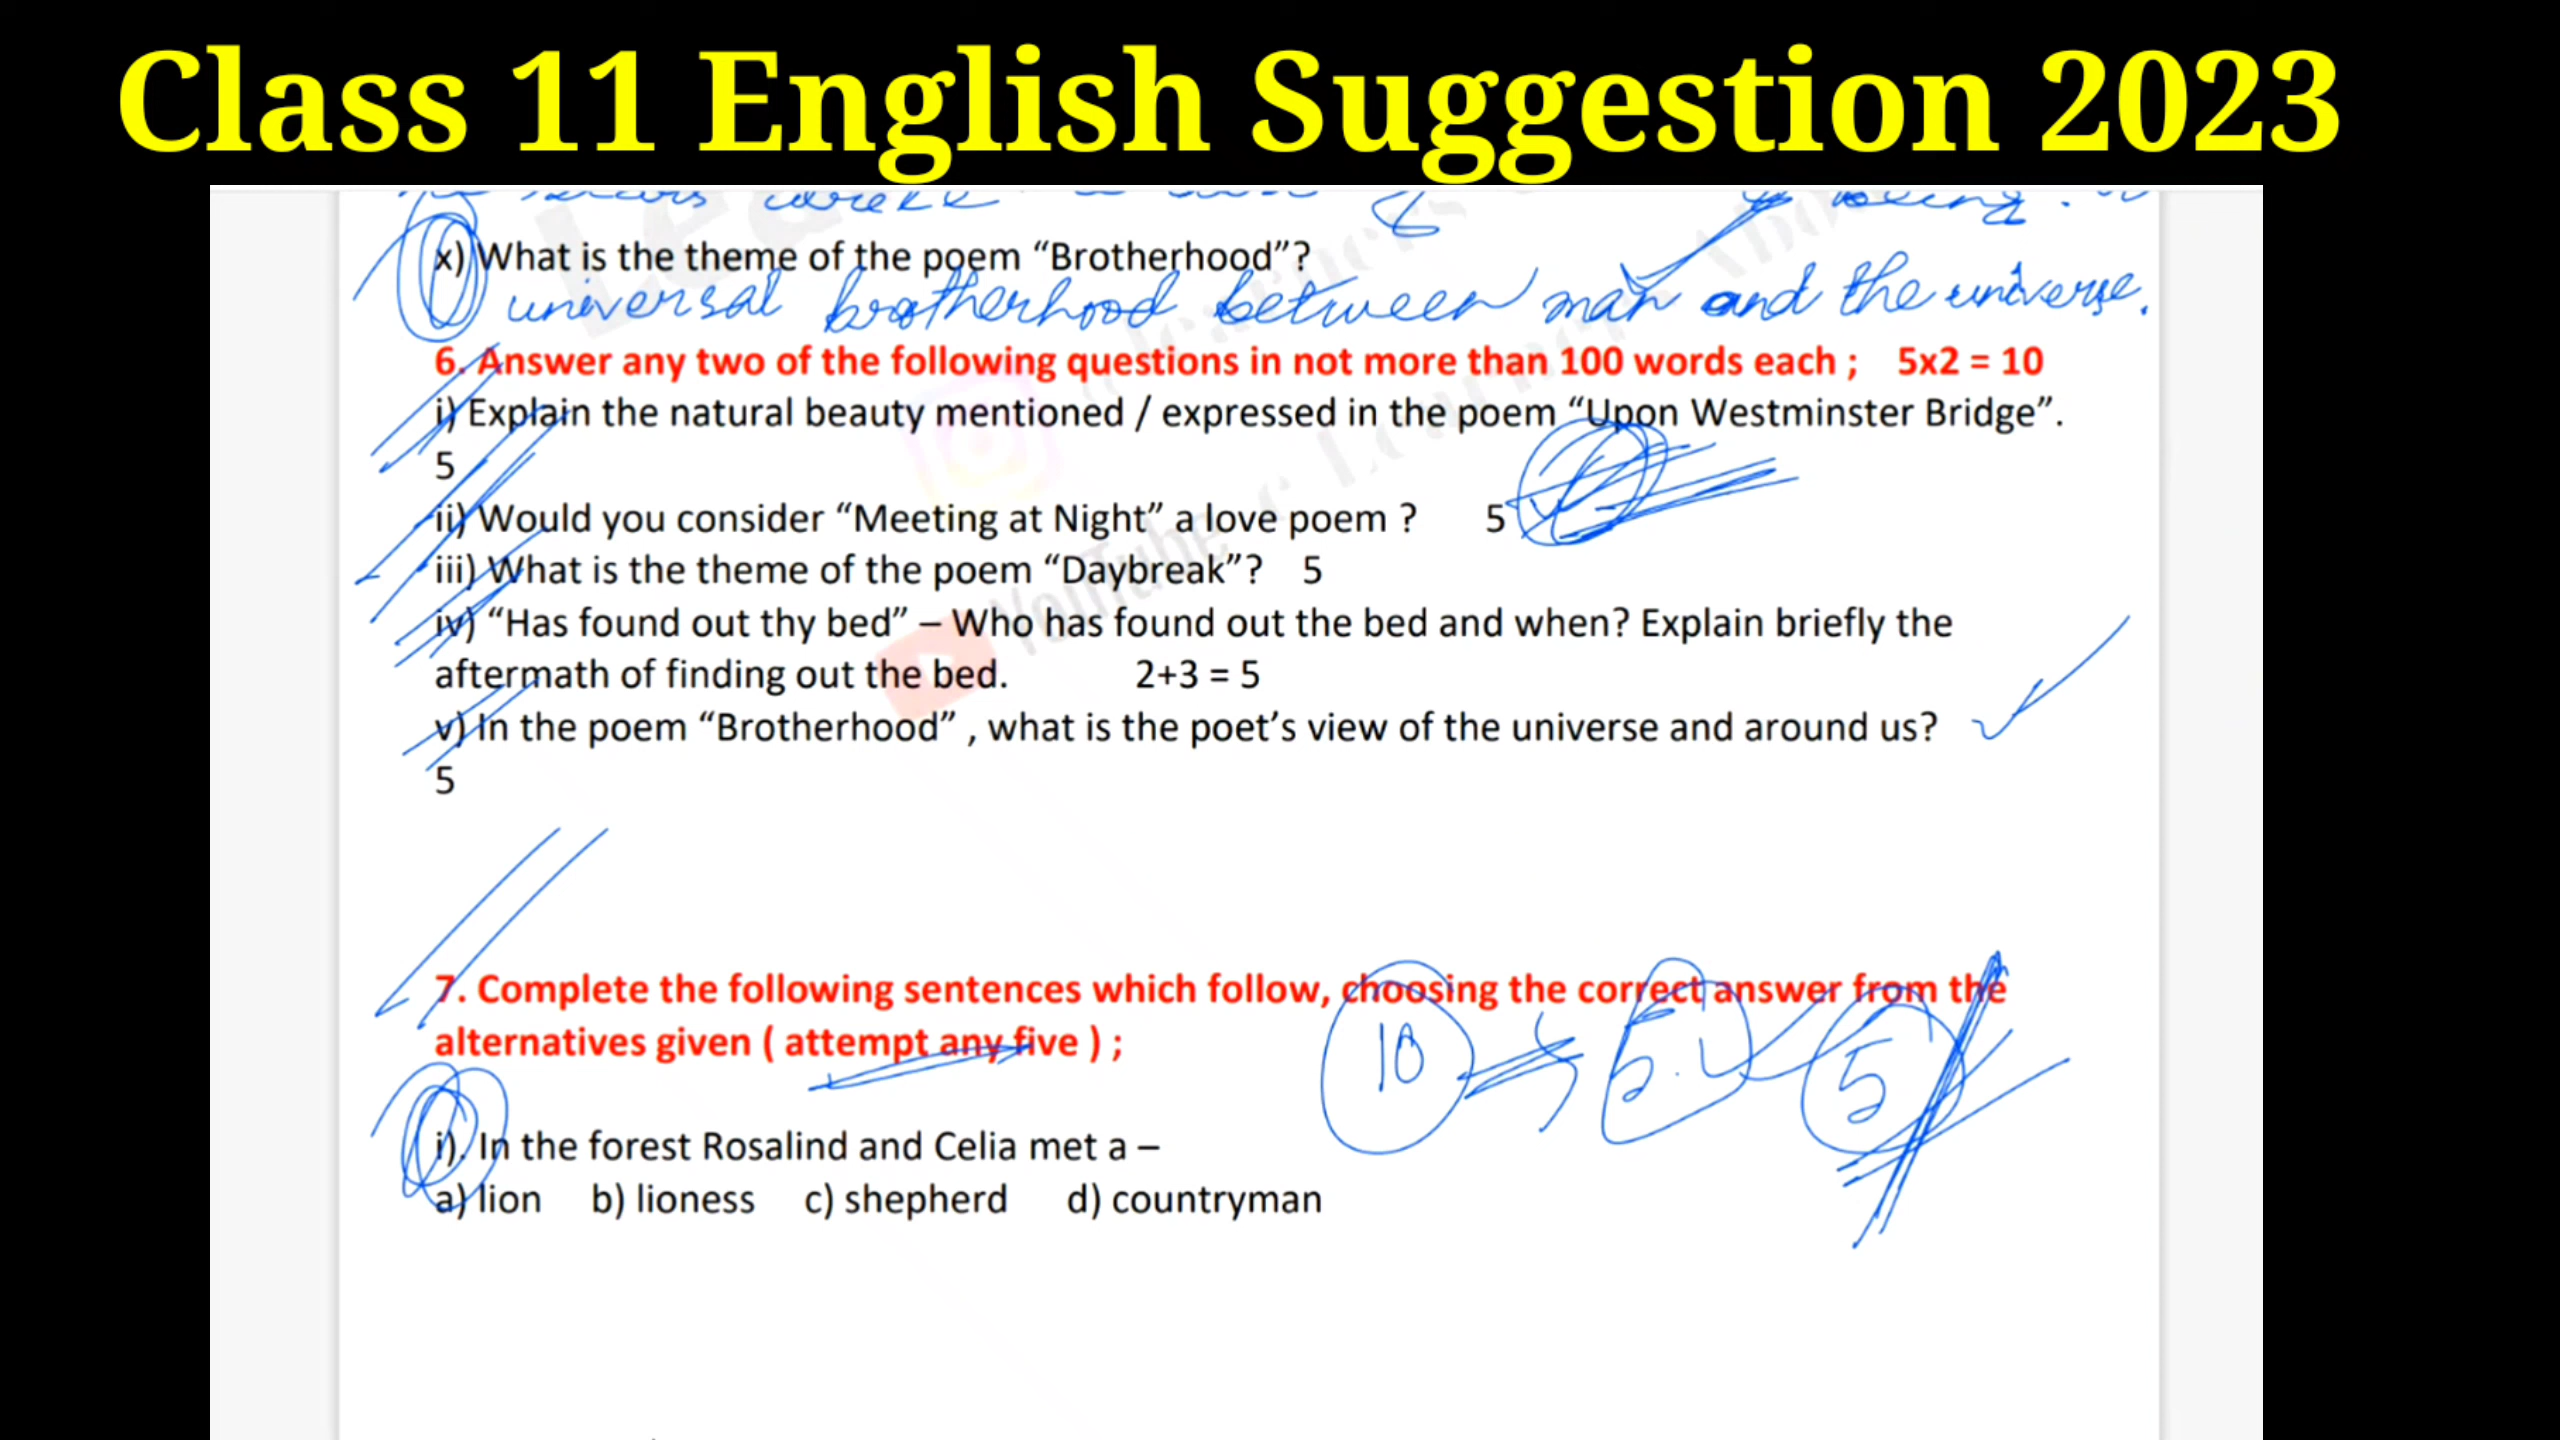 Class 11 English Suggestion 2023
x) What is the theme of the poem “Brotherhood”?
universal brotherhood between man and the universe.
6. Answer any two of the following questions in not more than 100 words each ; 5x2 = 10
i) Explain the natural beauty mentioned / expressed in the poem “Upon Westminster Bridge”.
5
ii) Would you consider “Meeting at Night” a love poem ? 5
iii) What is the theme of the poem “Daybreak”? 5
iv) “Has found out thy bed” – Who has found out the bed and when? Explain briefly the
aftermath of finding out the bed. 2+3 = 5
v) In the poem “Brotherhood” , what is the poet’s view of the universe and around us?
5
7. Complete the following sentences which follow, choosing the correct answer from the
alternatives given ( attempt any five ) ;
10 5
i). In the forest Rosalind and Celia met a –
a) lion b) lioness c) shepherd d) countryman